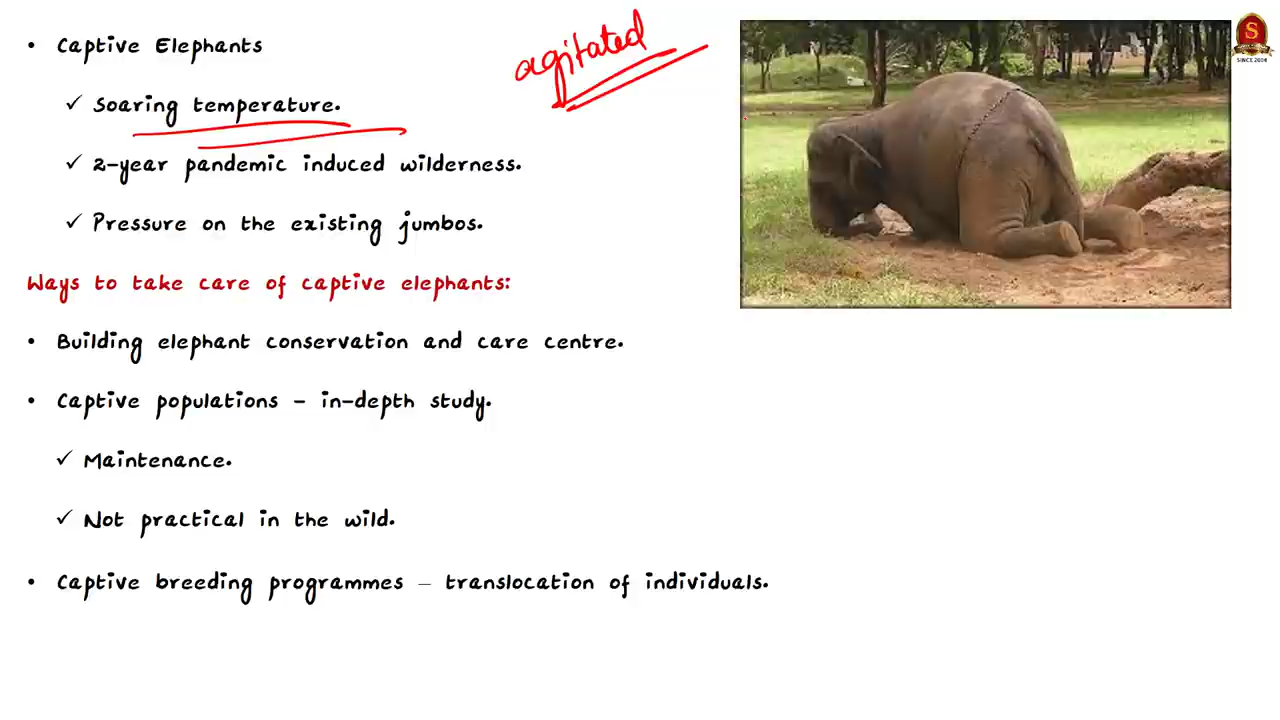 • Captive Elephants
agitated
✓ Soaring temperature.
✓ 2-year pandemic induced wilderness.
✓ Pressure on the existing jumbos.
Ways to take care of captive elephants:
• Building elephant conservation and care centre.
• Captive populations - in-depth study.
✓ Maintenance.
✓ Not practical in the wild.
• Captive breeding programmes – translocation of individuals.
S
SINCE 2004